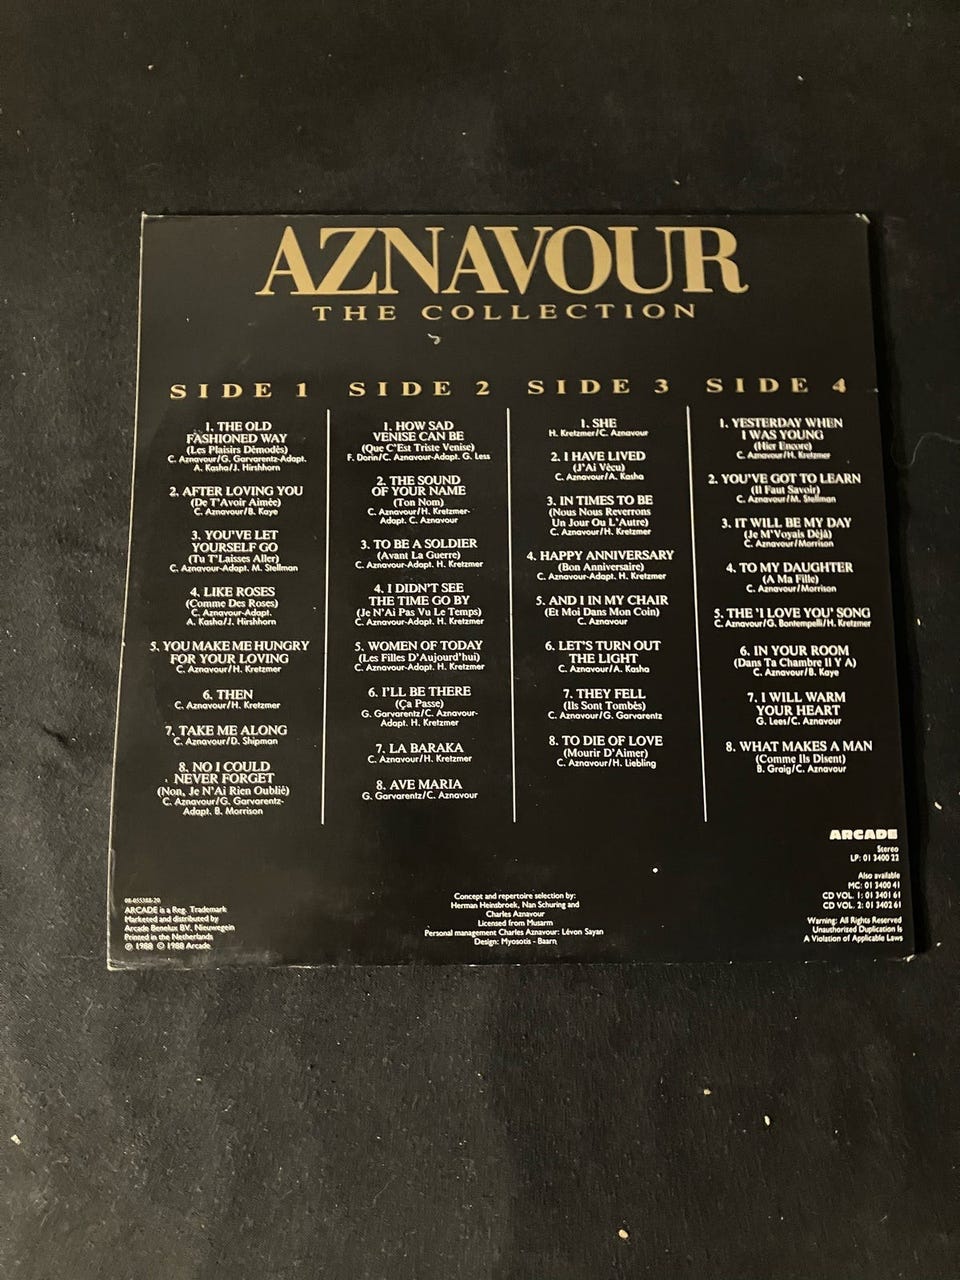 AZNAVOUR
THE COLLECTION
SIDE 1
1. THE OLD
FASHIONED WAY
(Les Plaisirs Dèmodès)
C. Aznavour/G. Garvarentz-Adapt.
A. Kasha/J. Hirshhorn
2. AFTER LOVING YOU
(De T'Avoir Aimèe)
C. Aznavour/B. Kaye
3. YOU'VE LET
YOURSELF GO
(Tu T'Laisses Aller)
C. Aznavour-Adapt. M. Stellman
4. LIKE ROSES
(Comme Des Roses)
C. Aznavour-Adapt.
A. Kasha/J. Hirshhorn
5. YOU MAKE ME HUNGRY
FOR YOUR LOVING
C. Aznavour/H. Kretzmer
6. THEN
C. Aznavour/H. Kretzmer
7. TAKE ME ALONG
C. Aznavour/D. Shipman
8. NO I COULD
NEVER FORGET
(Non, Je N'Ai Rien Oubliè)
C. Aznavour/G. Garvarentz-
Adapt. B. Morrison
SIDE 2
1. HOW SAD
VENISE CAN BE
(Que C'Est Triste Venise)
F. Dorin/C. Aznavour-Adapt. G. Less
2. THE SOUND
OF YOUR NAME
(Ton Nom)
C. Aznavour/H. Kretzmer-
Adapt. C. Aznavour
3. TO BE A SOLDIER
(Avant La Guerre)
C. Aznavour-Adapt. H. Kretzmer
4. I DIDN'T SEE
THE TIME GO BY
(Je N'Ai Pas Vu Le Temps)
C. Aznavour-Adapt. H. Kretzmer
5. WOMEN OF TODAY
(Les Filles D'Aujourd'hui)
C. Aznavour-Adapt. H. Kretzmer
6. I'LL BE THERE
(Ça Passe)
G. Garvarentz/C. Aznavour-
Adapt. H. Kretzmer
7. LA BARAKA
C. Aznavour/H. Kretzmer
8. AVE MARIA
G. Garvarentz/C. Aznavour
SIDE 3
1. SHE
H. Kretzmer/C. Aznavour
2. I HAVE LIVED
(J'Ai Vècu)
C. Aznavour/A. Kasha
3. IN TIMES TO BE
(Nous Nous Reverrons
Un Jour Ou L'Autre)
C. Aznavour/H. Kretzmer
4. HAPPY ANNIVERSARY
(Bon Anniversaire)
C. Aznavour-Adapt. H. Kretzmer
5. AND I IN MY CHAIR
(Et Moi Dans Mon Coin)
C. Aznavour
6. LET'S TURN OUT
THE LIGHT
C. Aznavour/A. Kasha
7. THEY FELL
(Ils Sont Tombès)
C. Aznavour/G. Garvarentz
8. TO DIE OF LOVE
(Mourir D'Aimer)
C. Aznavour/H. Liebling
SIDE 4
1. YESTERDAY WHEN
I WAS YOUNG
(Hier Encore)
C. Aznavour/H. Kretzmer
2. YOU'VE GOT TO LEARN
(Il Faut Savoir)
C. Aznavour/M. Stellman
3. IT WILL BE MY DAY
(Je M'Voyais Dèjà)
C. Aznavour/Morrison
4. TO MY DAUGHTER
(A Ma Fille)
C. Aznavour/Morrison
5. THE 'I LOVE YOU' SONG
C. Aznavour/G. Bontempelli/H. Kretzmer
6. IN YOUR ROOM
(Dans Ta Chambre Il Y A)
C. Aznavour/B. Kaye
7. I WILL WARM
YOUR HEART
G. Lees/C. Aznavour
8. WHAT MAKES A MAN
(Comme Ils Disent)
B. Craig/C. Aznavour
ARCADE is a Reg. Trademark
Marketed and distributed by
Arcade Benelux BV, Nieuwegein
Printed in the Netherlands
℗ 1988 © 1988 Arcade
Concept and repertoire selection by:
Herman Heinsbroek, Nan Schuring and
Charles Aznavour
Licensed from Musarm
Personal management Charles Aznavour: Lèvon Sayan
Design: Myosotis - Baarn
ARCADE
Stereo
LP: 01 3400 22
Also available
MC: 01 3400 41
CD VOL. 1: 01 3401 61
CD VOL. 2: 01 3402 61
Warning: All Rights Reserved
Unauthorized Duplication Is
A Violation of Applicable Laws